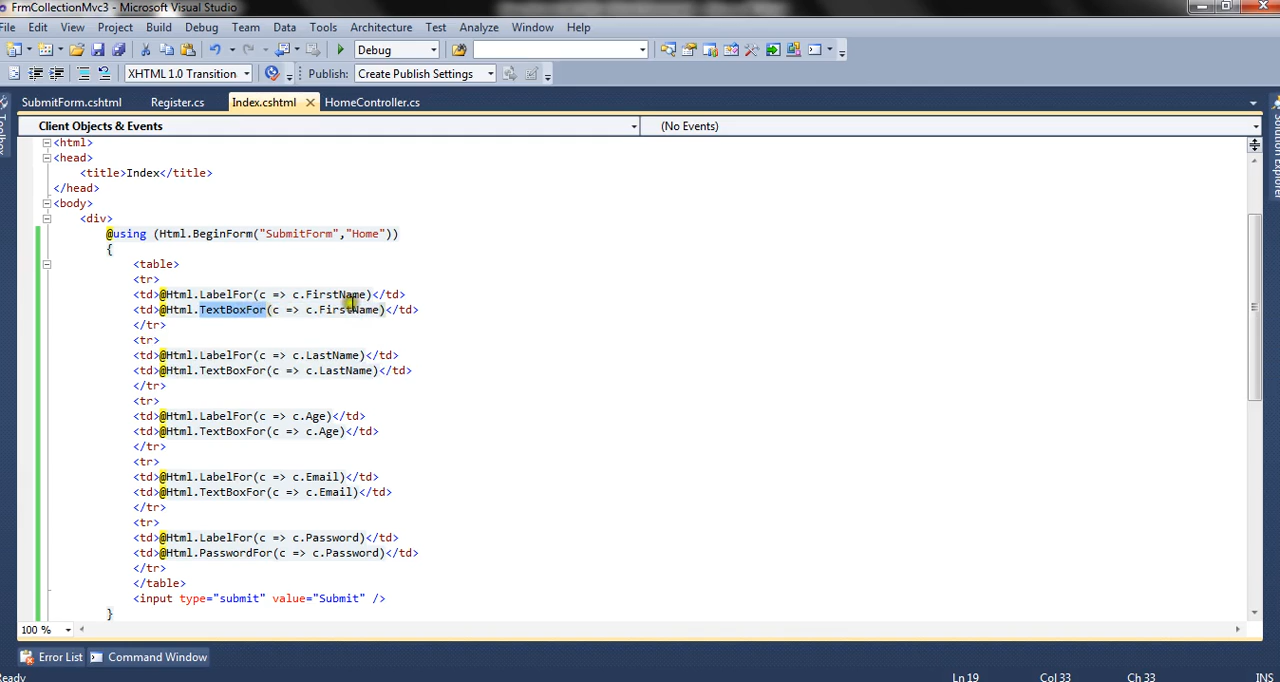 FrmCollectionMvc3 - Microsoft Visual Studio
File Edit View Project Build Debug Team Data Tools Architecture Test Analyze Window Help
Debug
XHTML 1.0 Transition Publish: Create Publish Settings
SubmitForm.cshtml Register.cs Index.cshtml HomeController.cs
Client Objects & Events (No Events)
Toolbox
Solution Explorer
<html>
<head>
<title>Index</title>
</head>
<body>
<div>
@using (Html.BeginForm("SubmitForm","Home"))
{
<table>
<tr>
<td>@Html.LabelFor(c => c.FirstName)</td>
<td>@Html.TextBoxFor(c => c.FirstName)</td>
</tr>
<tr>
<td>@Html.LabelFor(c => c.LastName)</td>
<td>@Html.TextBoxFor(c => c.LastName)</td>
</tr>
<tr>
<td>@Html.LabelFor(c => c.Age)</td>
<td>@Html.TextBoxFor(c => c.Age)</td>
</tr>
<tr>
<td>@Html.LabelFor(c => c.Email)</td>
<td>@Html.TextBoxFor(c => c.Email)</td>
</tr>
<tr>
<td>@Html.LabelFor(c => c.Password)</td>
<td>@Html.PasswordFor(c => c.Password)</td>
</tr>
</table>
<input type="submit" value="Submit" />
}
100 %
Error List Command Window
Ready Ln 19 Col 33 Ch 33 INS